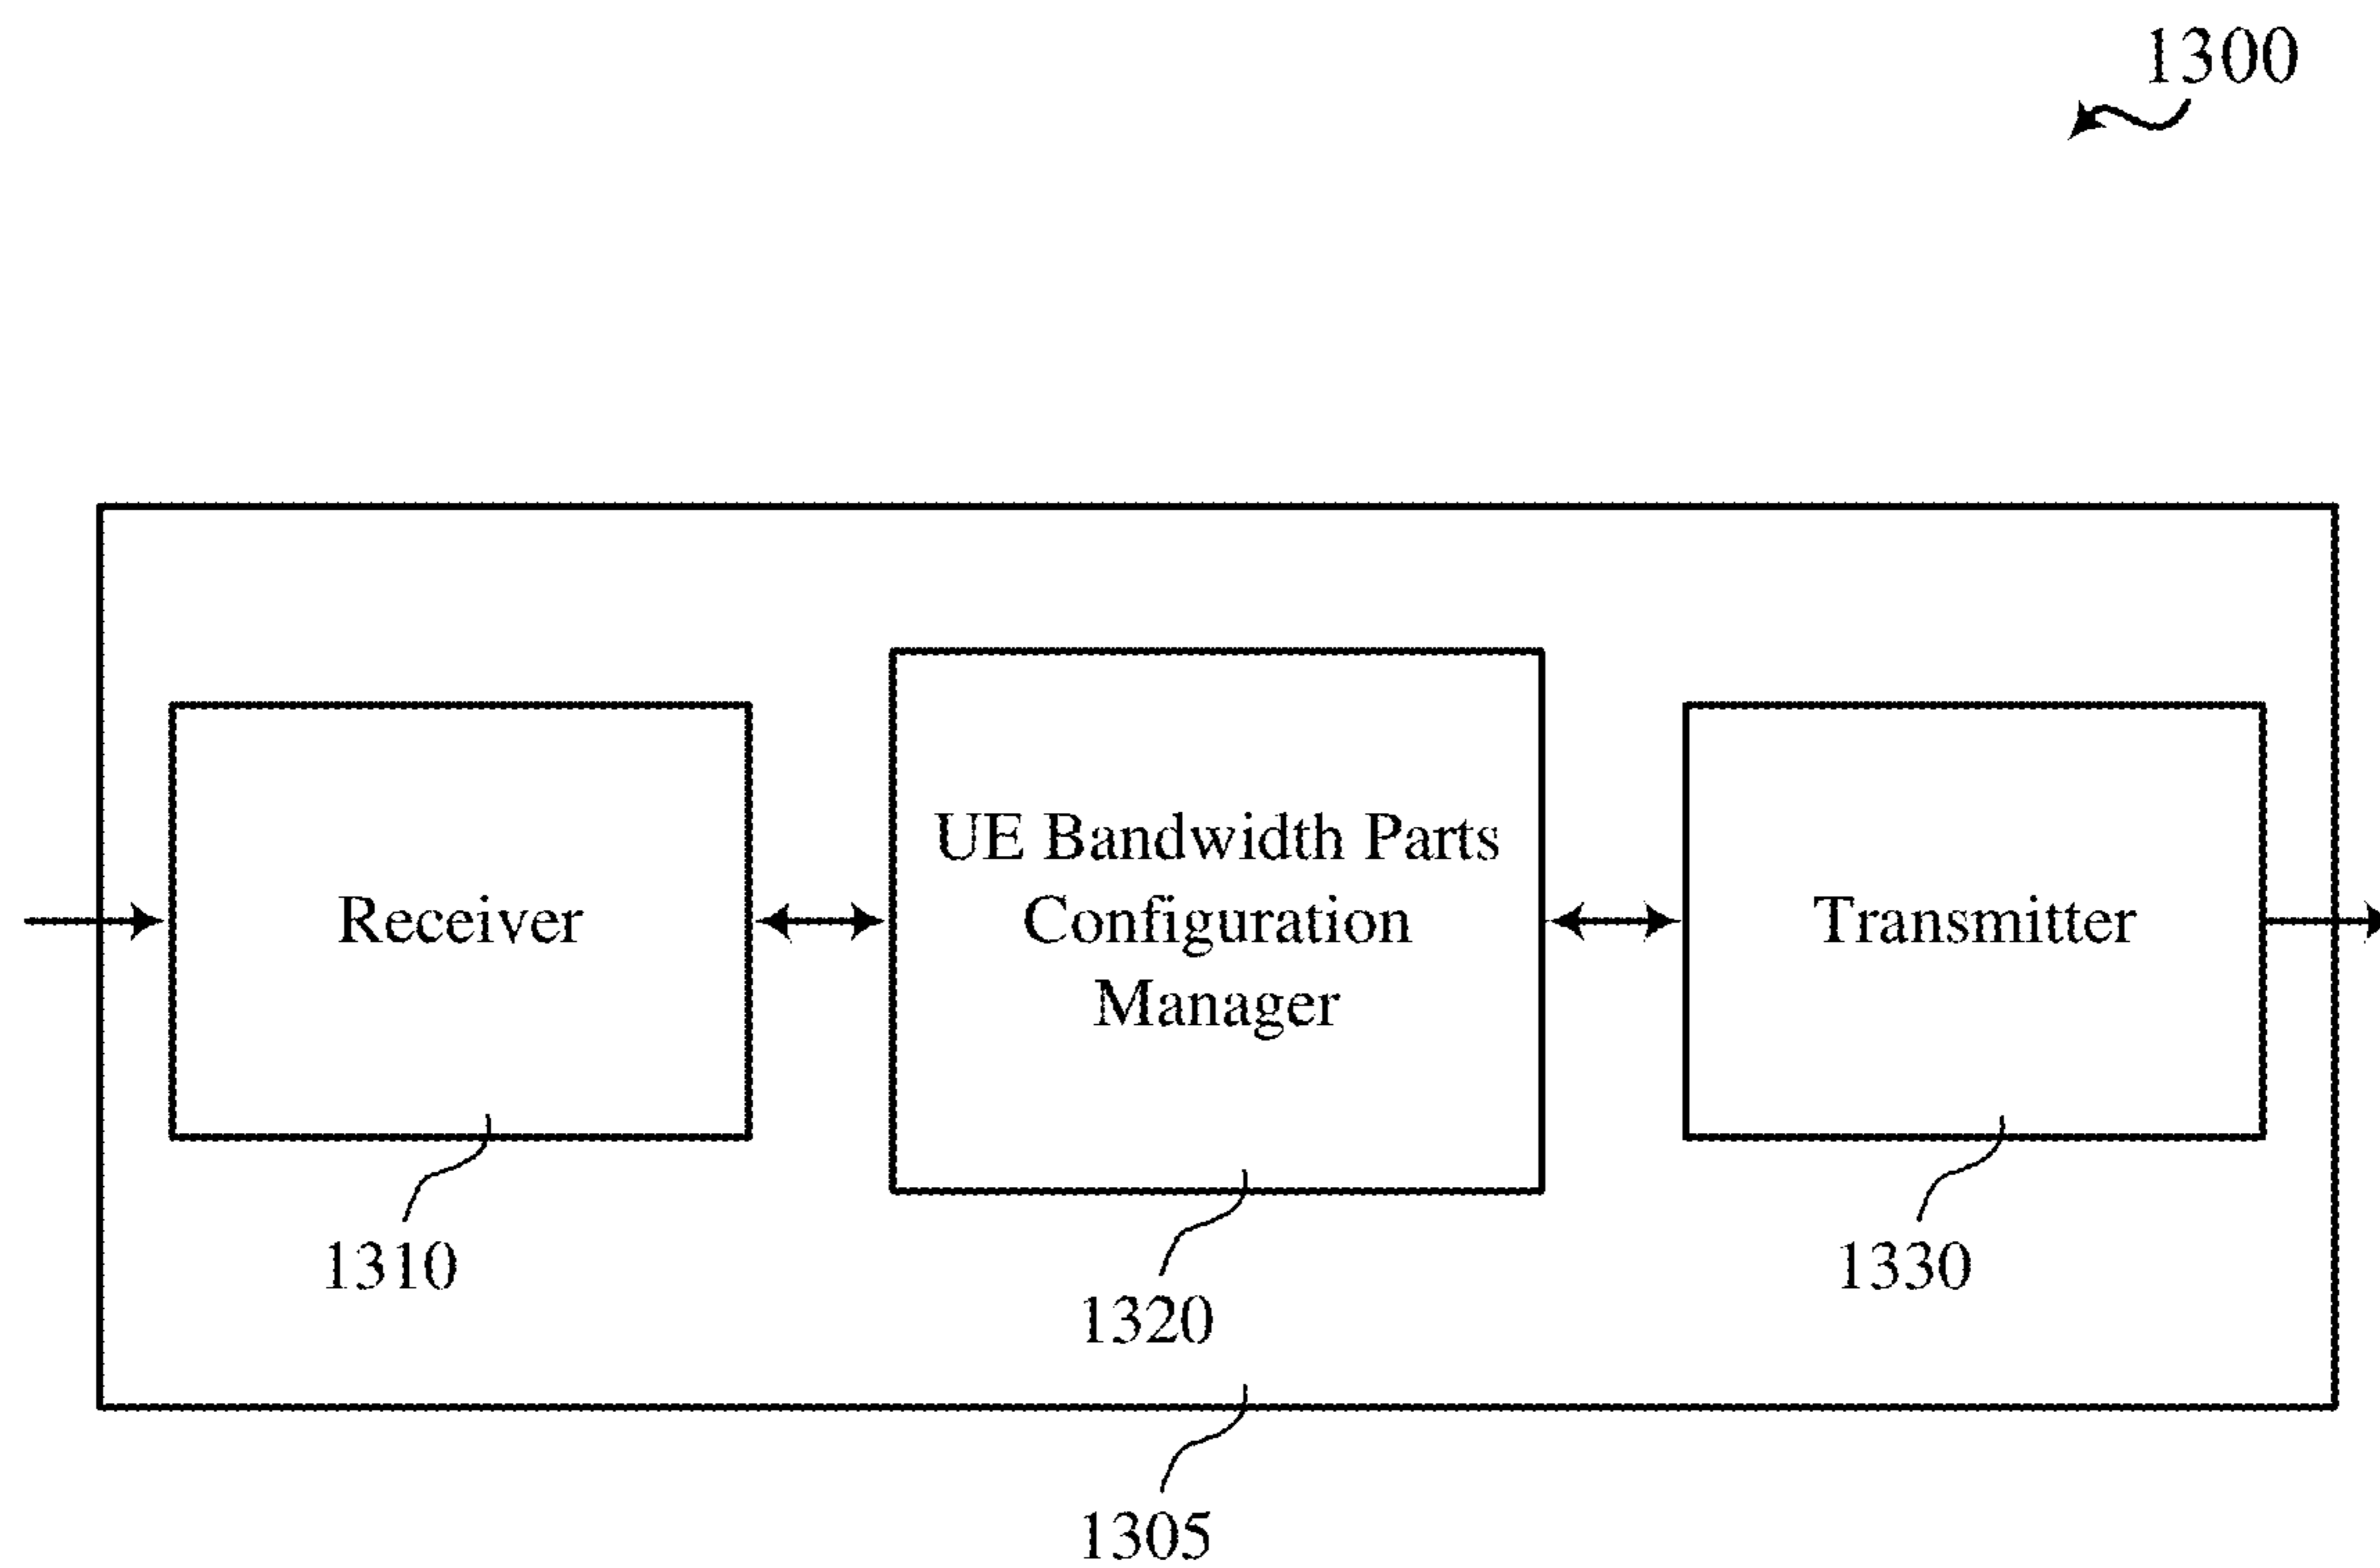 1300
Receiver
UE Bandwidth Parts
Configuration
Manager
Transmitter
1310
1320
1330
1305